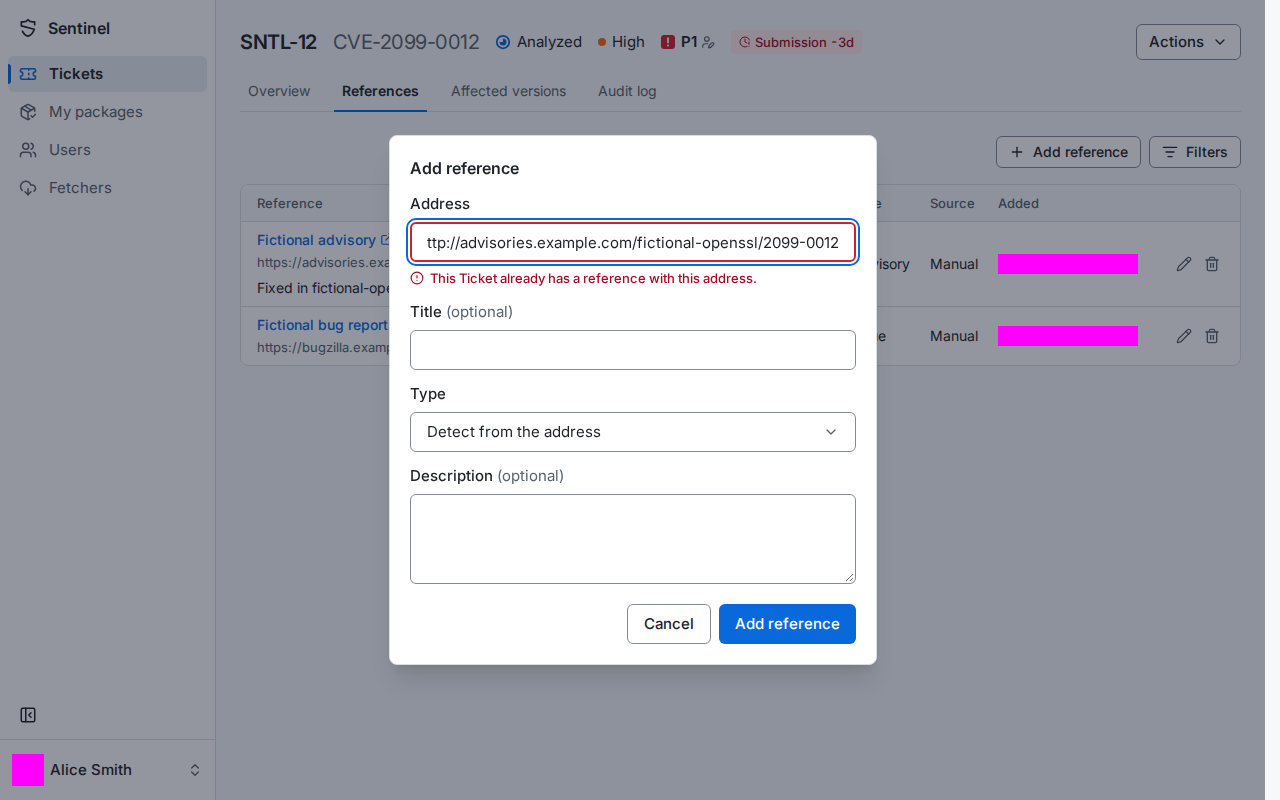 Sentinel
SNTL-12 CVE-2099-0012 Analyzed High P1 Submission -3d
Actions
Tickets
My packages
Users
Fetchers
Overview References Affected versions Audit log
Add reference Filters
Reference Source Added
Fictional advisory
https://advisories.exa
Fixed in fictional-ope
Manual
Fictional bug report
https://bugzilla.examp
Manual
Add reference
Address
ttp://advisories.example.com/fictional-openssl/2099-0012
This Ticket already has a reference with this address.
Title (optional)
Type
Detect from the address
Description (optional)
Cancel Add reference
Alice Smith